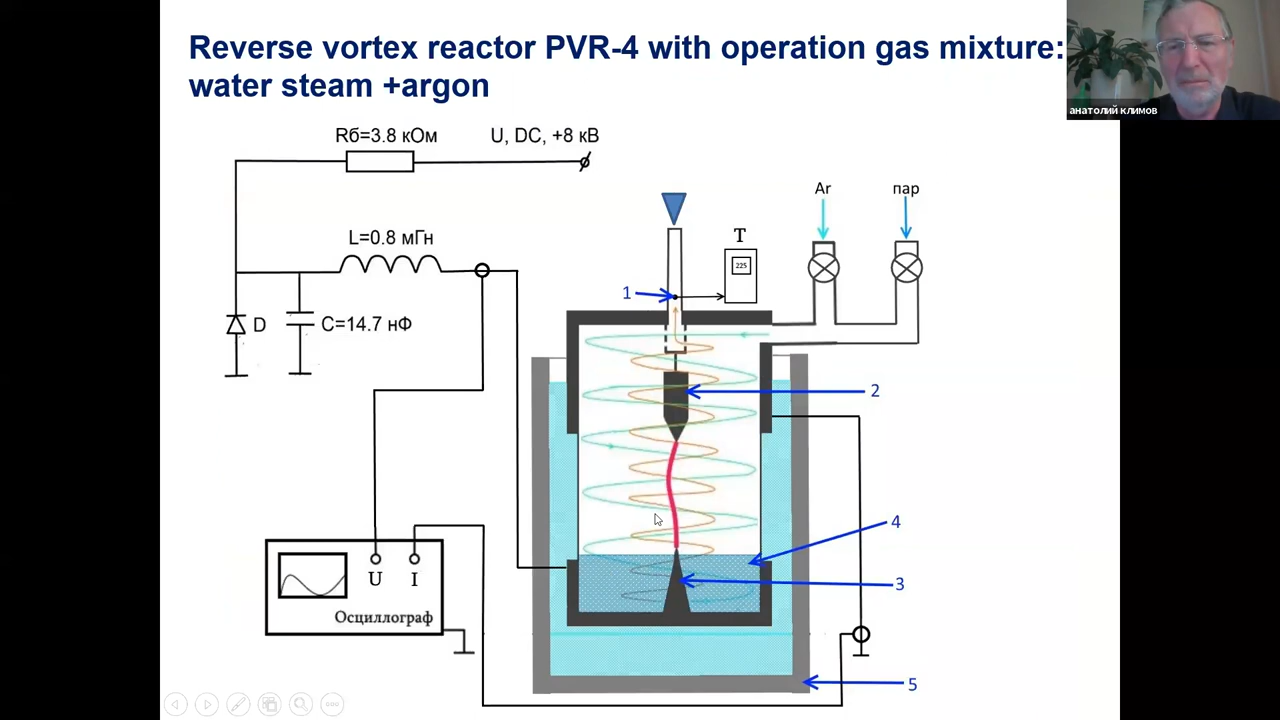 Reverse vortex reactor PVR-4 with operation gas mixture:
water steam +argon
анатолий климов
Rб=3.8 кОм
U, DC, +8 кВ
Ar
пар
L=0.8 мГн
T
225
1
D
C=14.7 нФ
2
4
3
U
I
Осциллограф
5